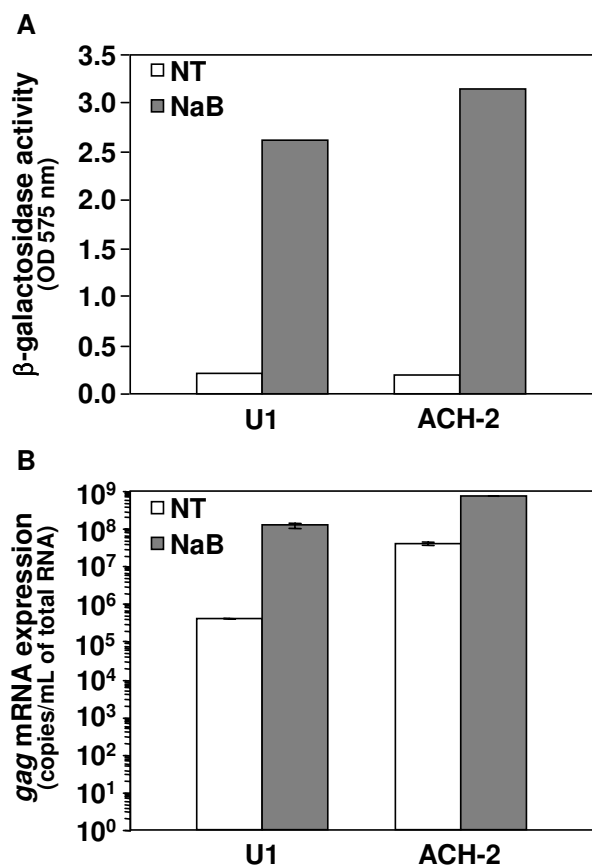 A
β-galactosidase activity
(OD 575 nm)
3.5
3.0
2.5
2.0
1.5
1.0
0.5
0.0
NT
NaB
U1
ACH-2
B
gag mRNA expression
(copies/mL of total RNA)
10⁹
10⁸
10⁷
10⁶
10⁵
10⁴
10³
10²
10¹
10⁰
NT
NaB
U1
ACH-2